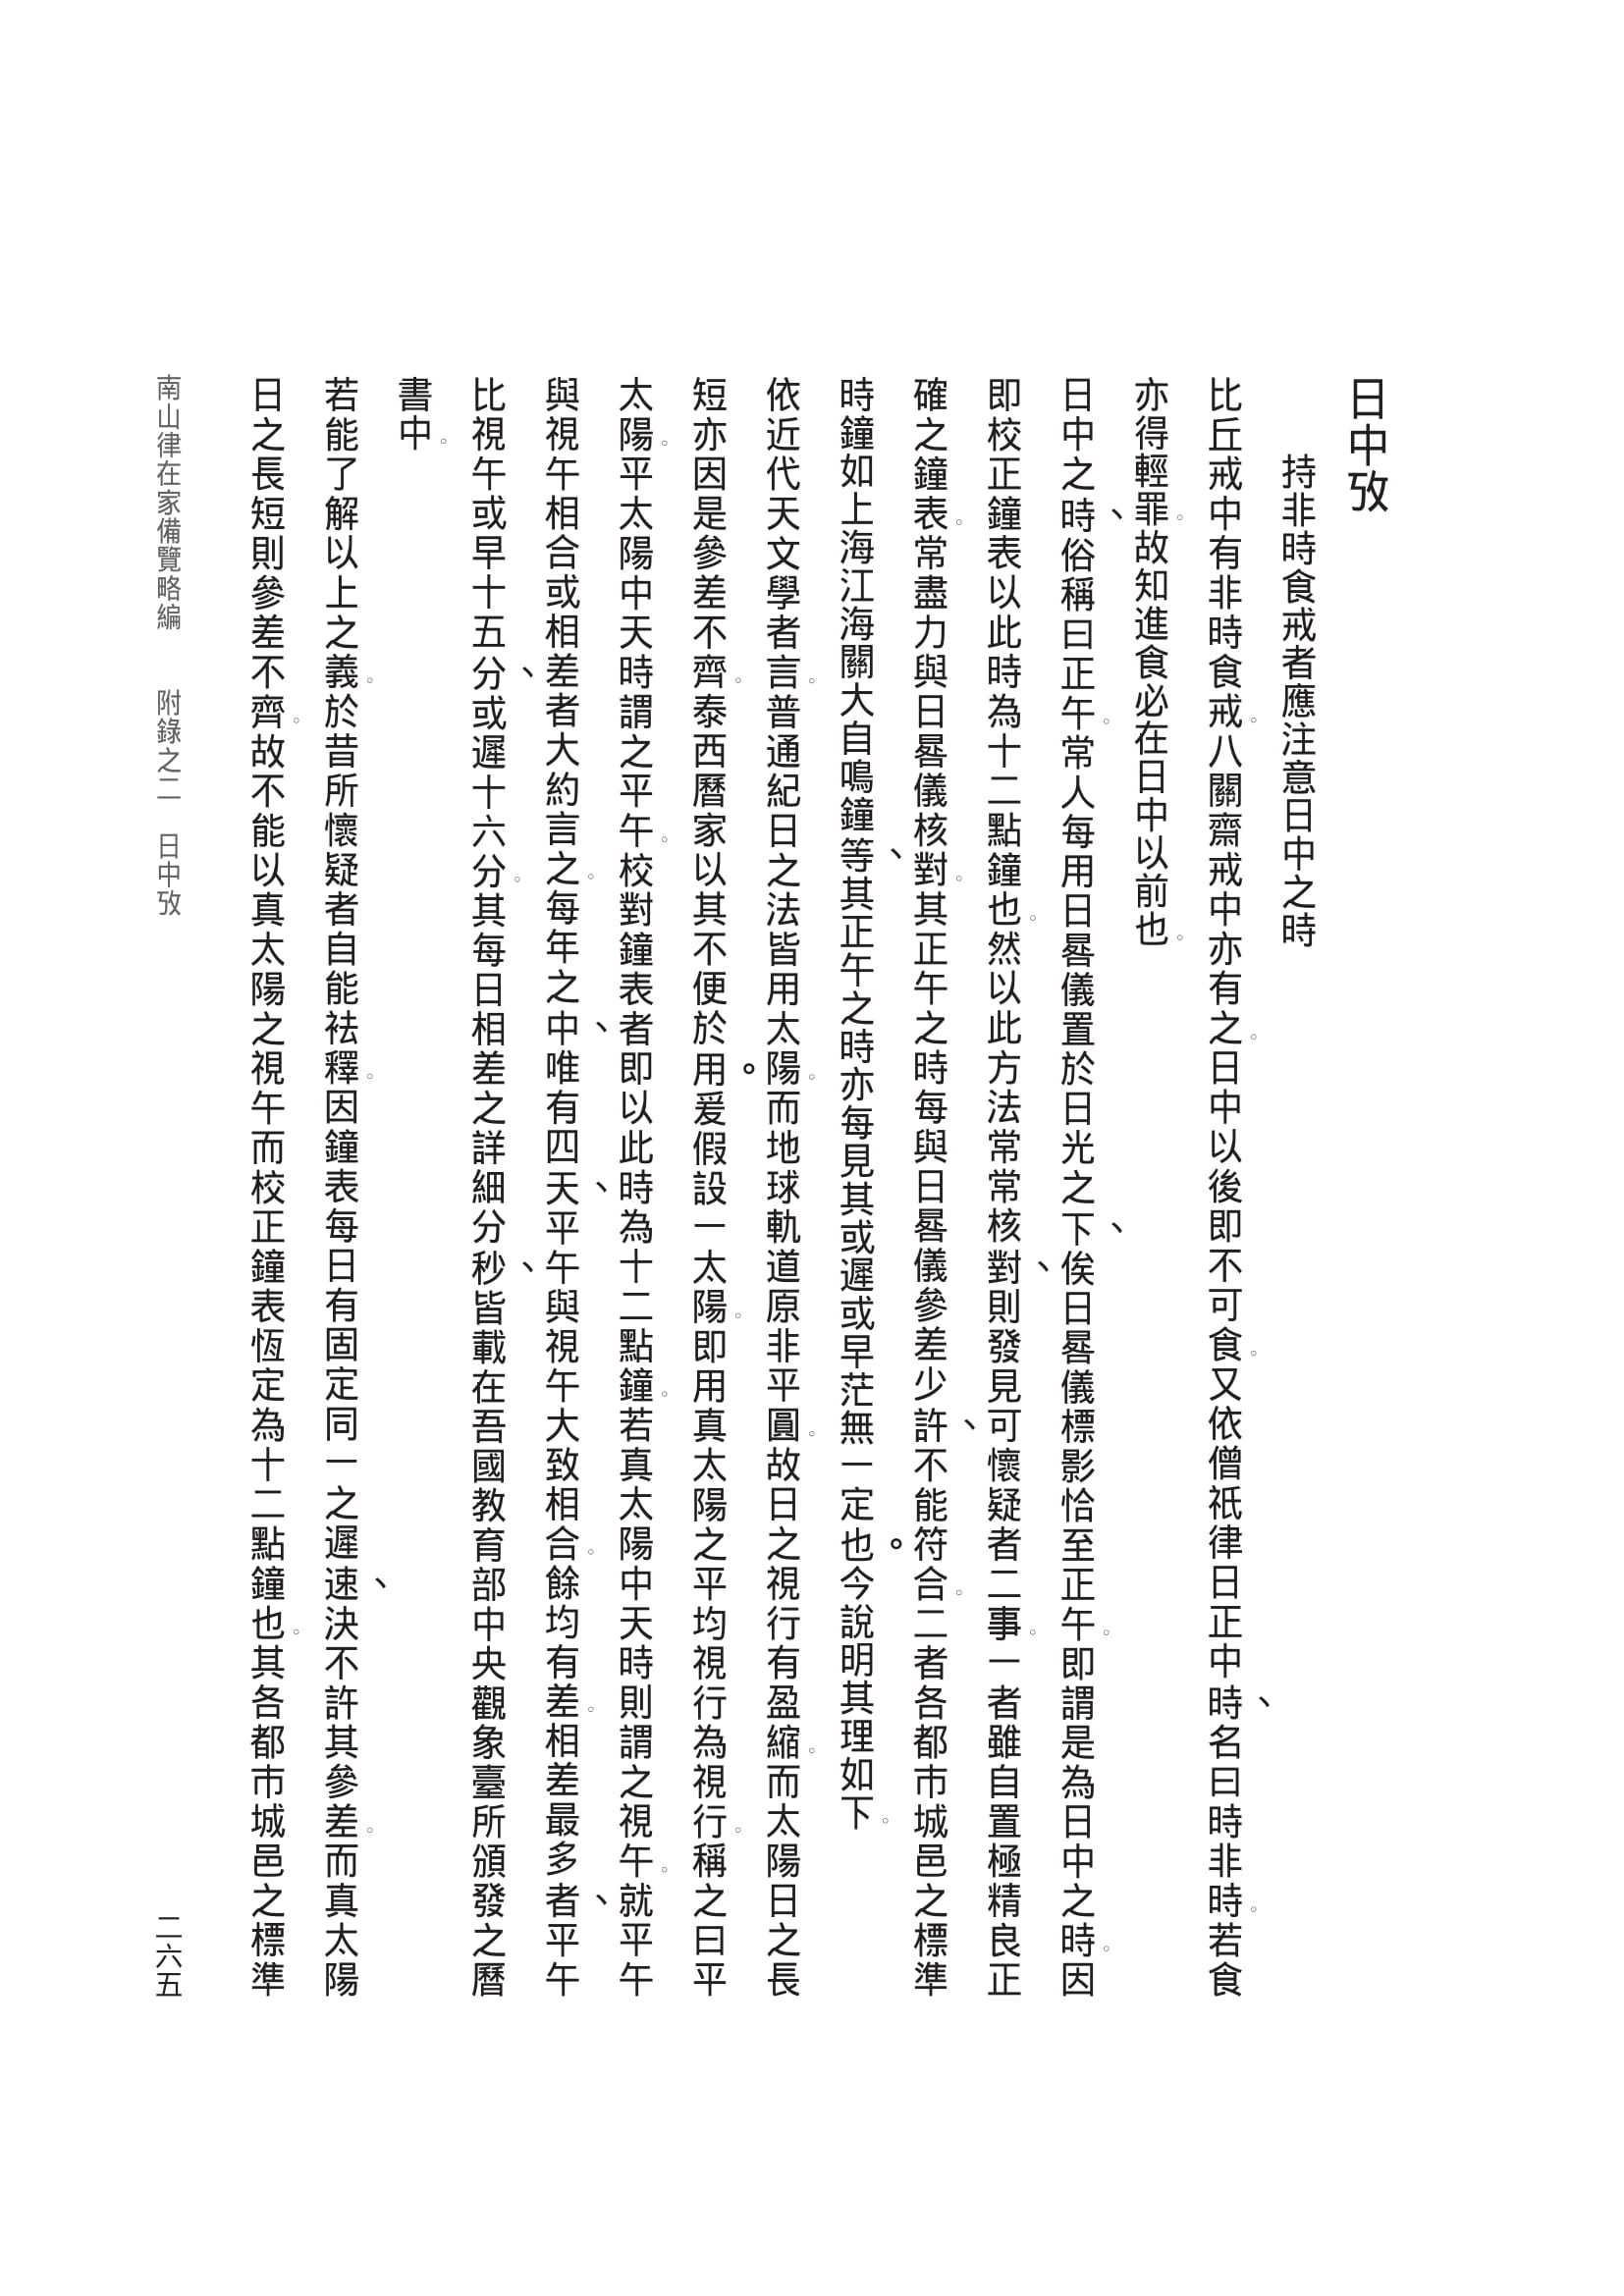 日中攷
持非時食戒者應注意日中之時
比丘戒中有非時食戒。八關齋戒中亦有之。日中以後即不可食。又依僧祇律日正中時、名曰時非時。若食
亦得輕罪。故知進食必在日中以前也。
日中之時、俗稱曰正午。常人每用日晷儀置於日光之下、俟日晷儀標影恰至正午。即謂是為日中之時。因
即校正鐘表以此時為十二點鐘也。然以此方法常常核對、則發見可懷疑者二事。一者雖自置極精良正
確之鐘表。常盡力與日晷儀核對。其正午之時每與日晷儀參差少許、不能符合。二者各都市城邑之標準
時鐘如上海江海關大自鳴鐘等、其正午之時亦每見其或遲或早茫無一定也。今說明其理如下。
依近代天文學者言。普通紀日之法皆用太陽。而地球軌道原非平圓。故日之視行有盈縮。而太陽日之長
短亦因是參差不齊。泰西曆家以其不便於用。爰假設一太陽。即用真太陽之平均視行為視行。稱之曰平
太陽。平太陽中天時謂之平午。校對鐘表者即以此時為十二點鐘。若真太陽中天時則謂之視午。就平午
與視午相合或相差者大約言之。每年之中、唯有四天、平午與視午大致相合。餘均有差。相差最多者、平午
比視午或早十五分、或遲十六分。其每日相差之詳細分秒、皆載在吾國教育部中央觀象臺所頒發之曆
書中。
若能了解以上之義。於昔所懷疑者自能袪釋。因鐘表每日有固定同一之遲速、決不許其參差。而真太陽
日之長短則參差不齊。故不能以真太陽之視午而校正鐘表恆定為十二點鐘也。其各都市城邑之標準
南山律在家備覽略編　附錄之二　日中攷
二六五